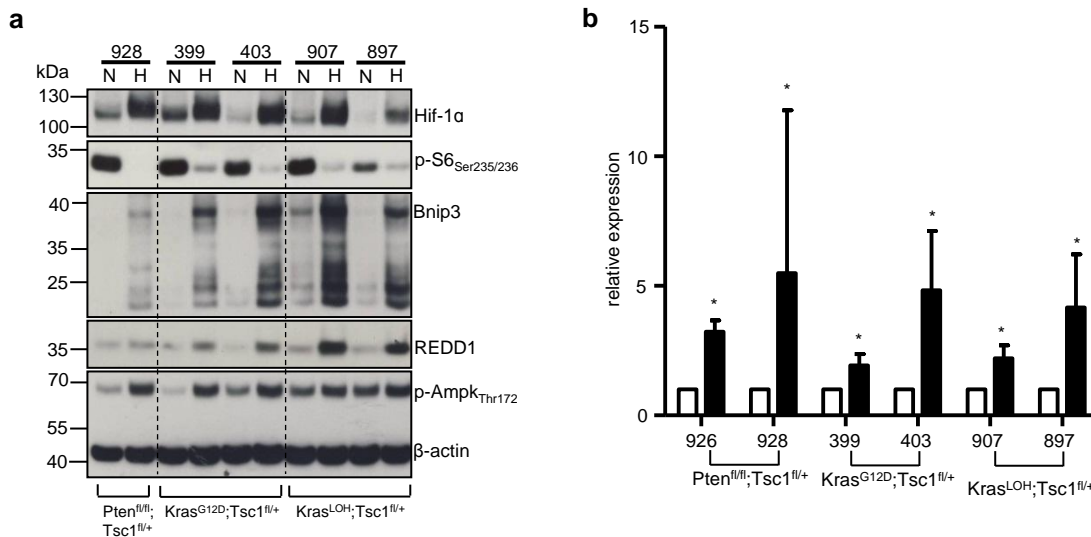 a
928 399 403 907 897
kDa N H N H N H N H N H
130
100
Hif-1α
35
p-S6Ser235/236
40
35
25
Bnip3
35
REDD1
70
55
p-AmpkThr172
40
β-actin
Ptenfl/fl;
Tsc1fl/+
KrasG12D;Tsc1fl/+
KrasLOH;Tsc1fl/+
b
relative expression
15
10
5
0
* * * * * *
926 928 399 403 907 897
Ptenfl/fl;Tsc1fl/+
KrasG12D;Tsc1fl/+
KrasLOH;Tsc1fl/+